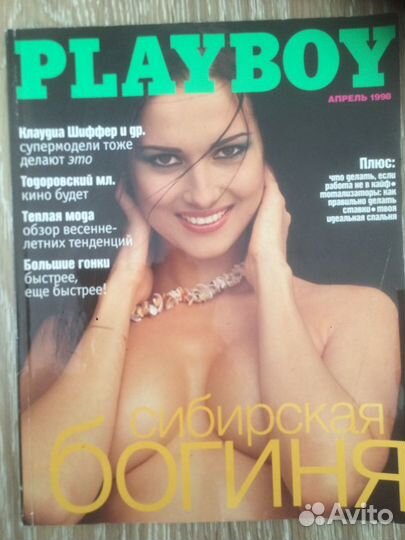 PLAYBOY
АПРЕЛЬ 1998
Клаудиа Шиффер и др.
супермодели тоже
делают это
Тодоровский мл.
кино будет
Теплая мода
обзор весенне-
летних тенденций
Большие гонки
быстрее,
еще быстрее!
Плюс:
что делать, если
работа не в кайф•
тотализаторы: как
правильно делать
ставки• твоя
идеальная спальня
сибирская
богиня
Avito